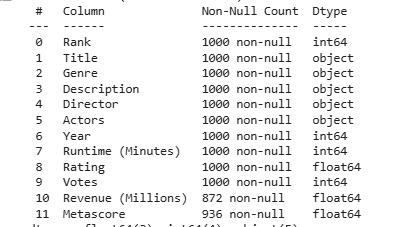 #   Column              Non-Null Count  Dtype
---  ------              --------------  -----
0   Rank                1000 non-null   int64
1   Title               1000 non-null   object
2   Genre               1000 non-null   object
3   Description         1000 non-null   object
4   Director            1000 non-null   object
5   Actors              1000 non-null   object
6   Year                1000 non-null   int64
7   Runtime (Minutes)   1000 non-null   int64
8   Rating              1000 non-null   float64
9   Votes               1000 non-null   int64
10  Revenue (Millions)  872 non-null    float64
11  Metascore           936 non-null    float64